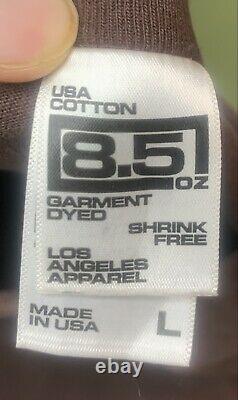 USA
COTTON
8.5
OZ
GARMENT
DYED
SHRINK
FREE
LOS
ANGELES
APPAREL
MADE
IN USA
L